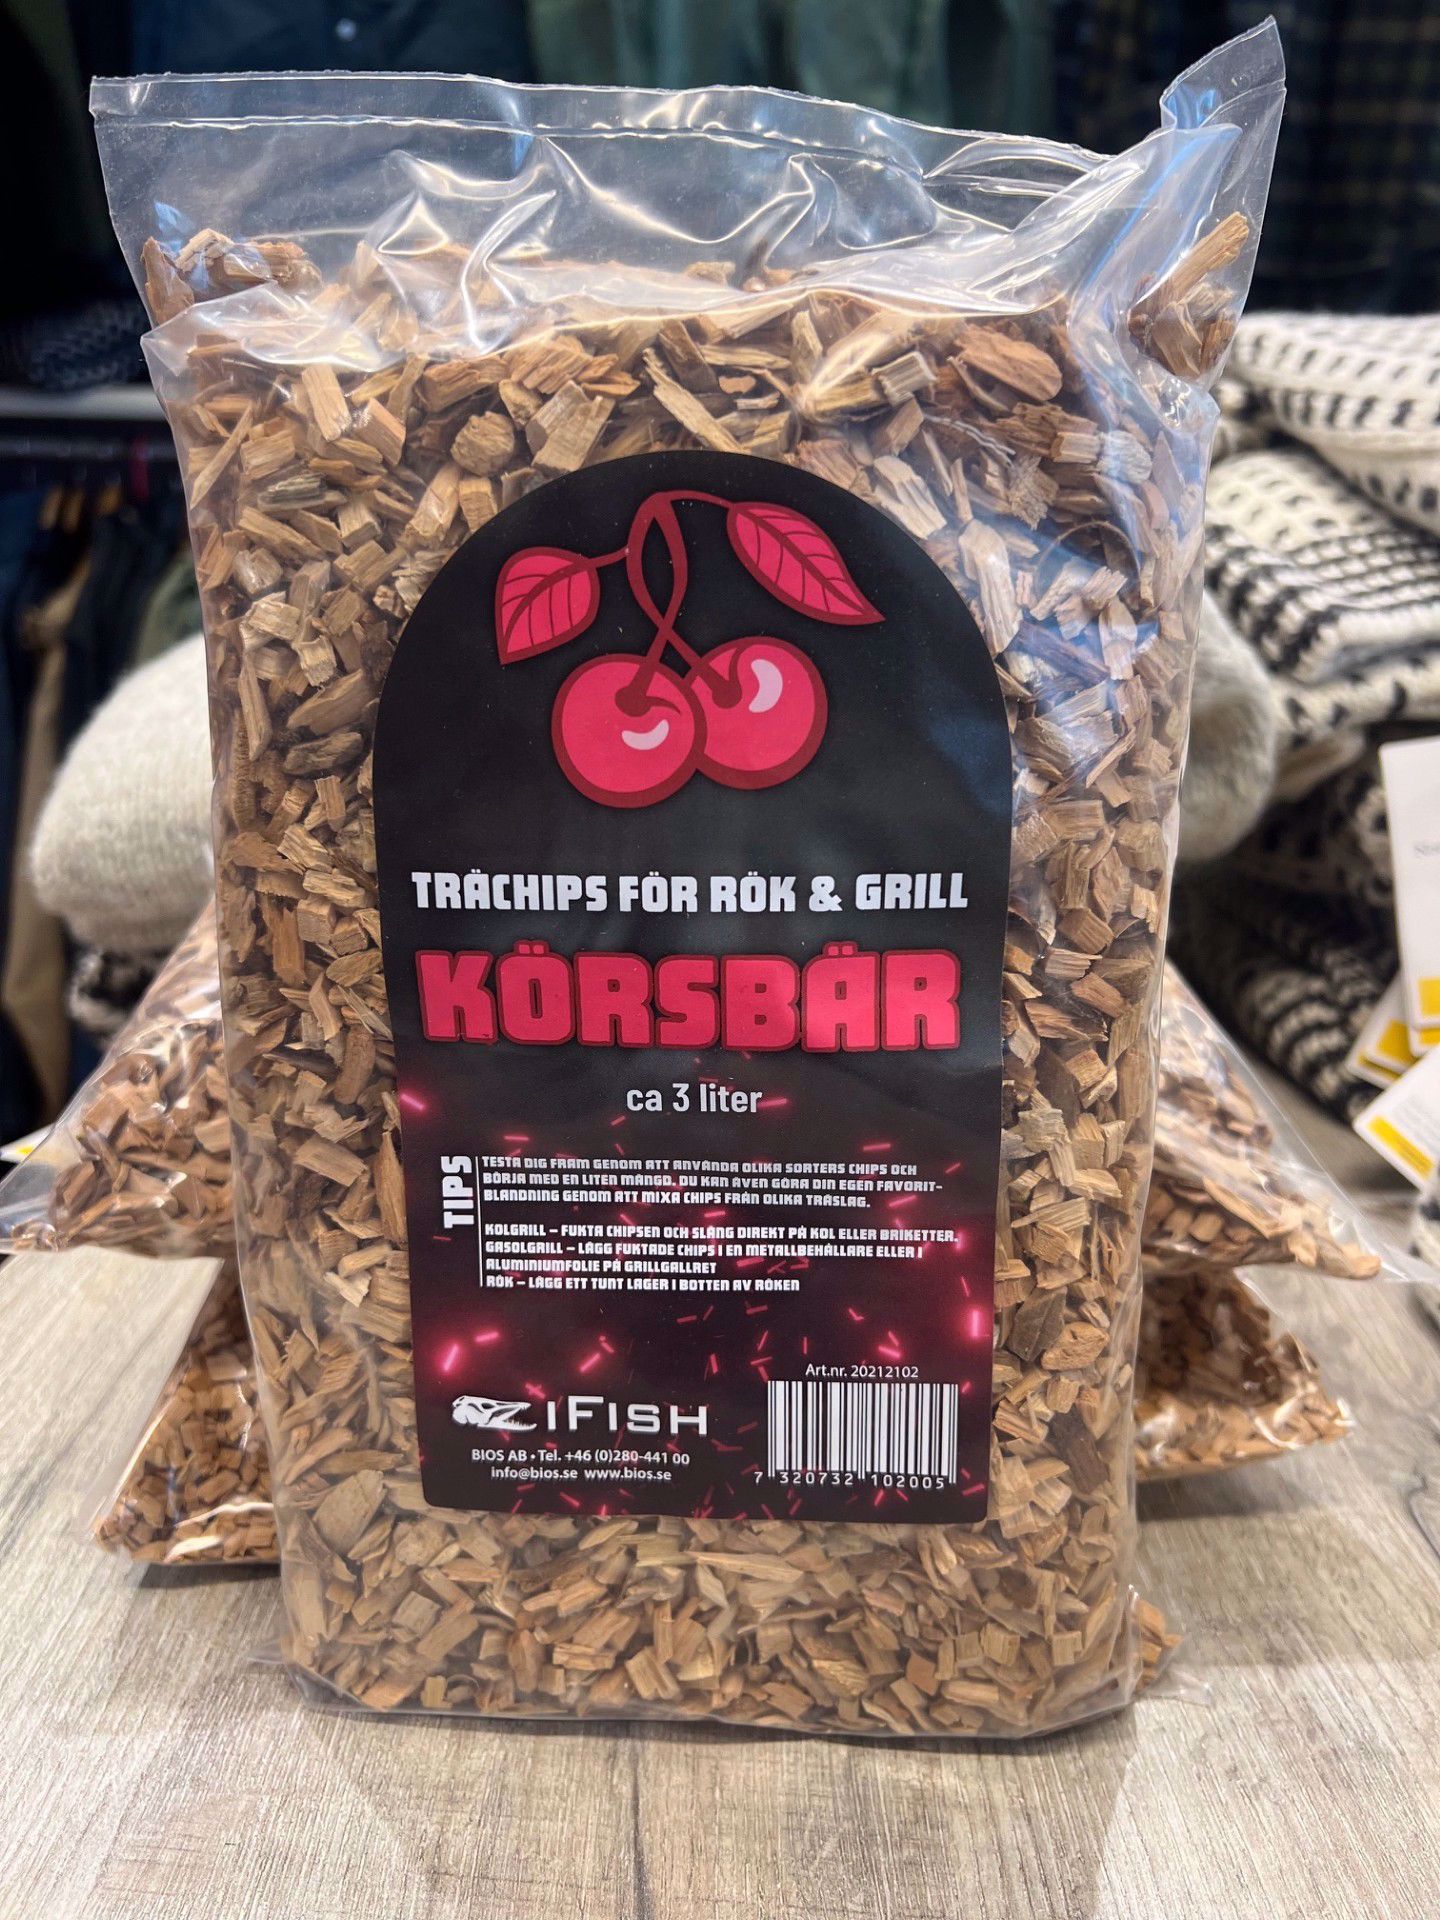 TRÄCHIPS FÖR RÖK & GRILL
KÖRSBÄR
ca 3 liter
TIPS
TESTA DIG FRAM GENOM ATT ANVÄNDA OLIKA SORTERS CHIPS OCH
BÖRJA MED EN LITEN MÄNGD. DU KAN ÄVEN GÖRA DIN EGEN FAVORIT-
BLANDNING GENOM ATT MIXA CHIPS FRÅN OLIKA TRÄSLAG.
KOLGRILL – FUKTA CHIPSEN OCH SLÄNG DIREKT PÅ KOL ELLER BRIKETTER.
GASOLGRILL – LÄGG FUKTADE CHIPS I EN METALLBEHÅLLARE ELLER I
ALUMINIUMFOLIE PÅ GRILLGALLRET
RÖK – LÄGG ETT TUNT LAGER I BOTTEN AV RÖKEN
Art.nr. 20212102
IFISH
BIOS AB • Tel. +46 (0)280-441 00
info@bios.se www.bios.se
7 320732 102005